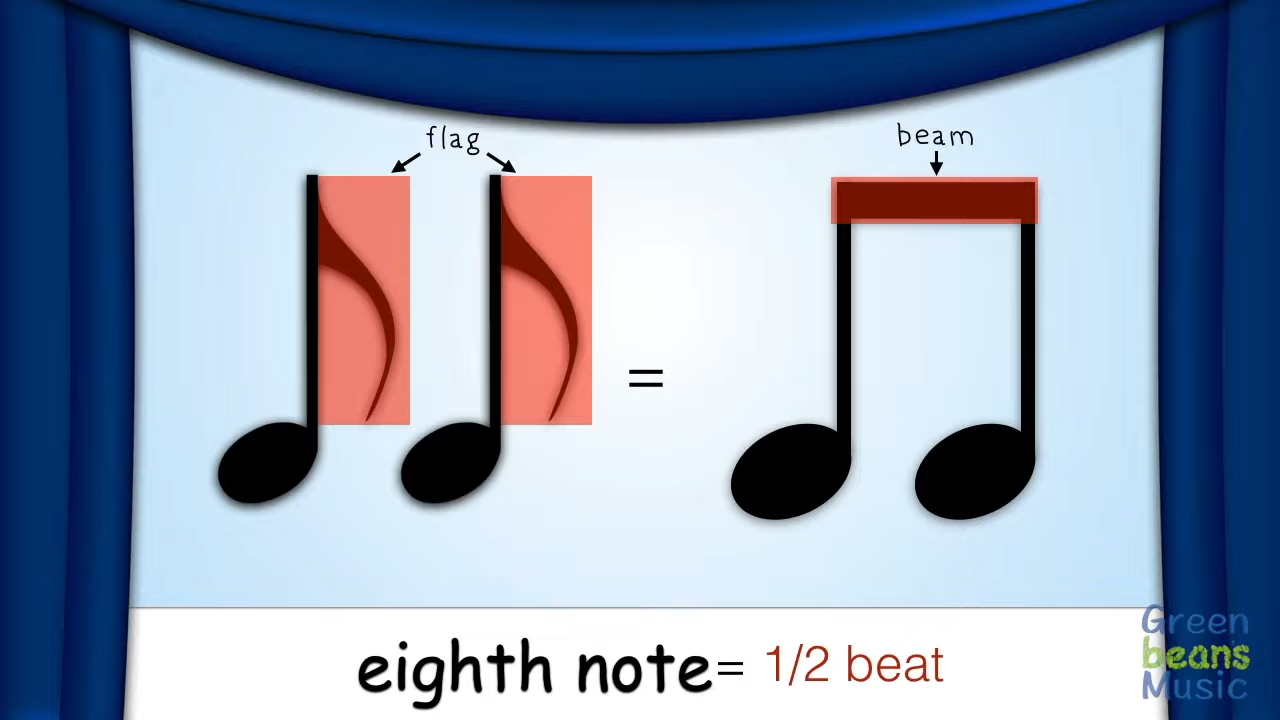 flag
beam
=
eighth note = 1/2 beat
Green
beans
Music